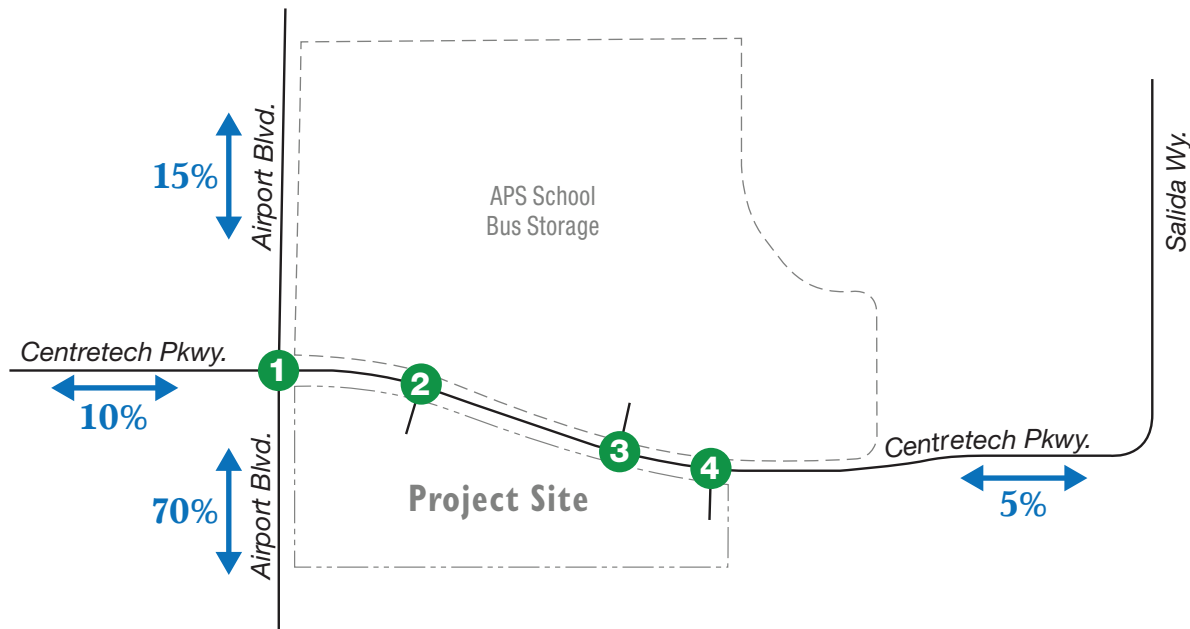 Airport Blvd.
15%
APS School
Bus Storage
Salida Wy.
Centretech Pkwy.
1
2
10%
3
4
Centretech Pkwy.
5%
Airport Blvd.
70%
Project Site